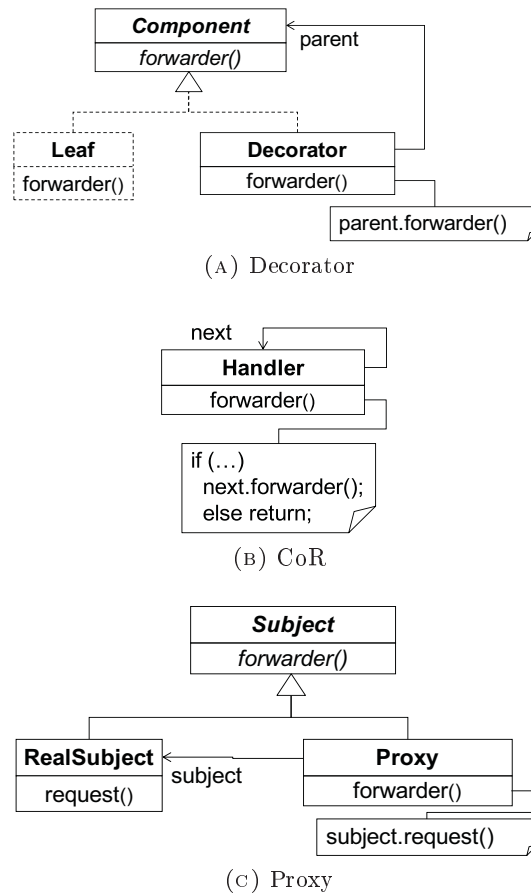 Component
forwarder()
parent
Leaf
forwarder()
Decorator
forwarder()
parent.forwarder()
(A) Decorator
next
Handler
forwarder()
if (...)
next.forwarder();
else return;
(B) CoR
Subject
forwarder()
RealSubject
request()
subject
Proxy
forwarder()
subject.request()
(C) Proxy